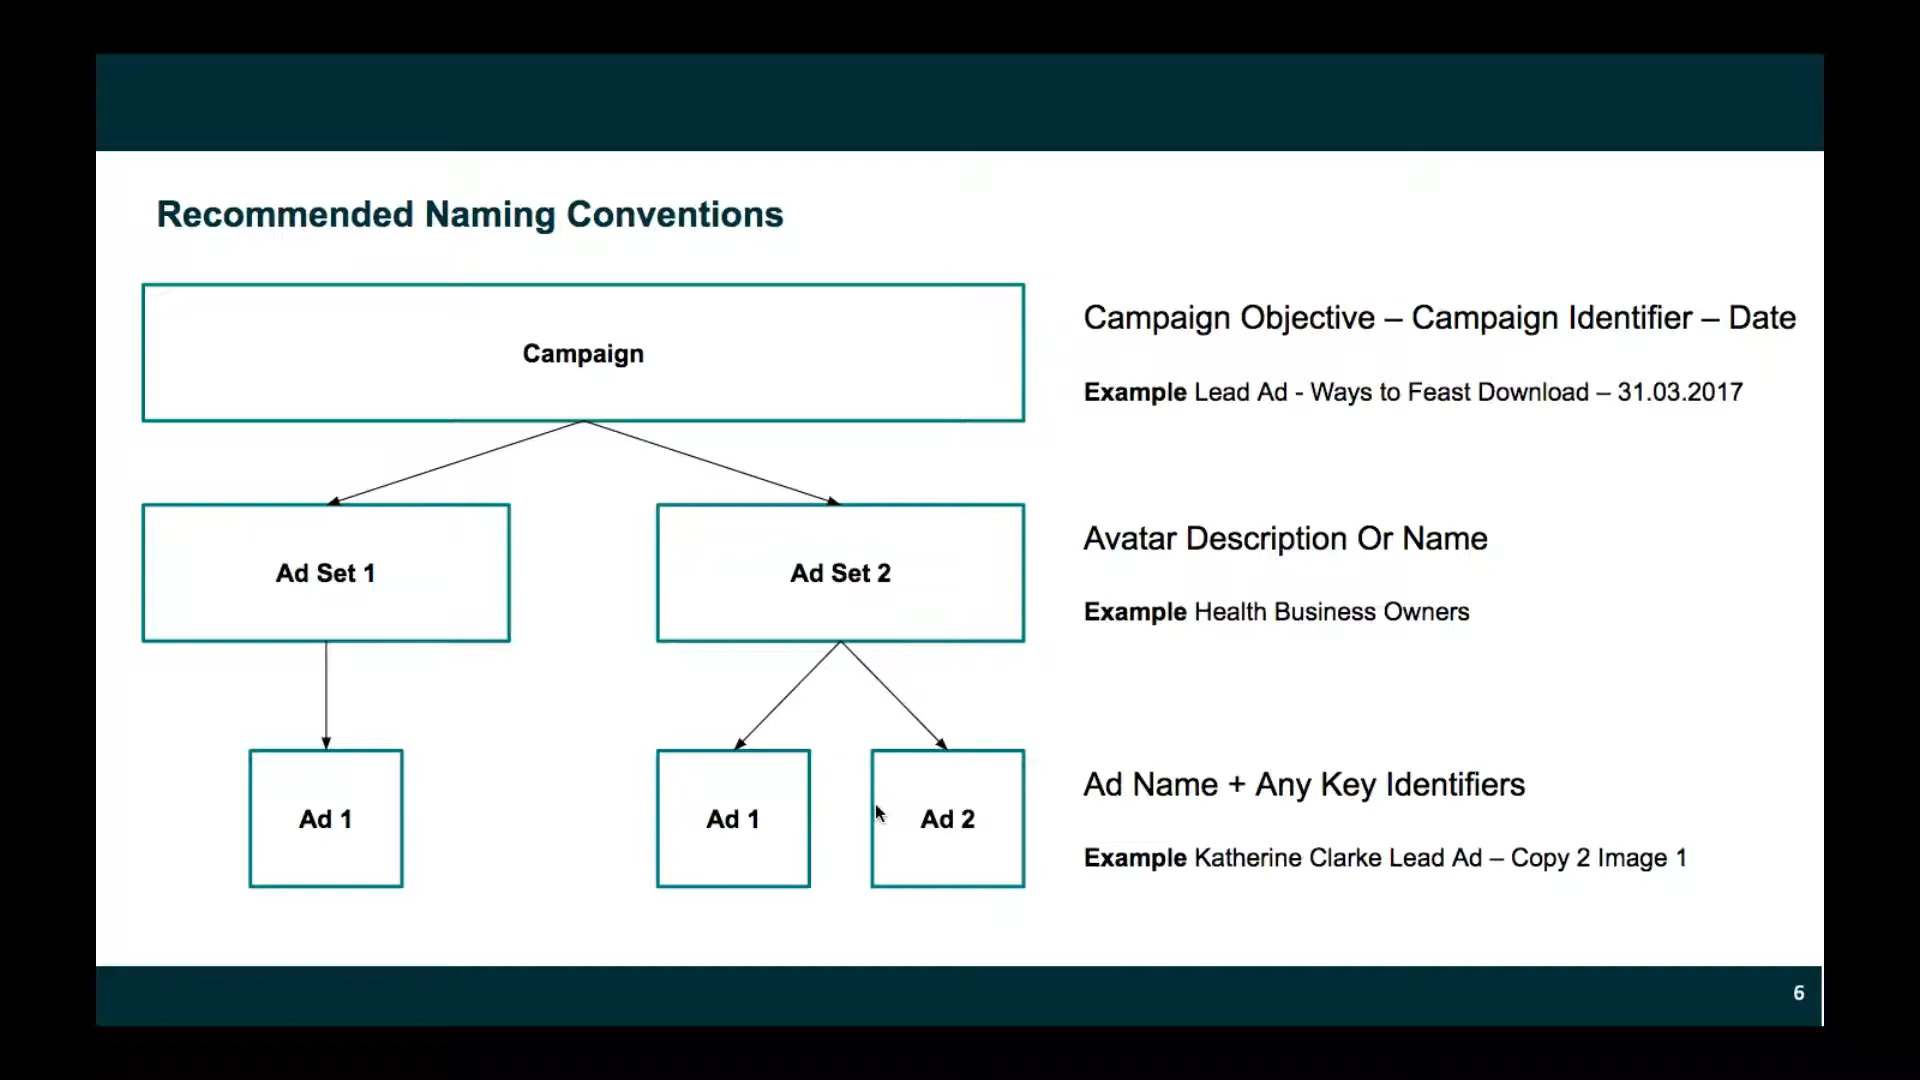 Recommended Naming Conventions
Campaign
Campaign Objective – Campaign Identifier – Date
Example Lead Ad - Ways to Feast Download – 31.03.2017
Ad Set 1
Ad Set 2
Avatar Description Or Name
Example Health Business Owners
Ad 1
Ad 1
Ad 2
Ad Name + Any Key Identifiers
Example Katherine Clarke Lead Ad – Copy 2 Image 1
6